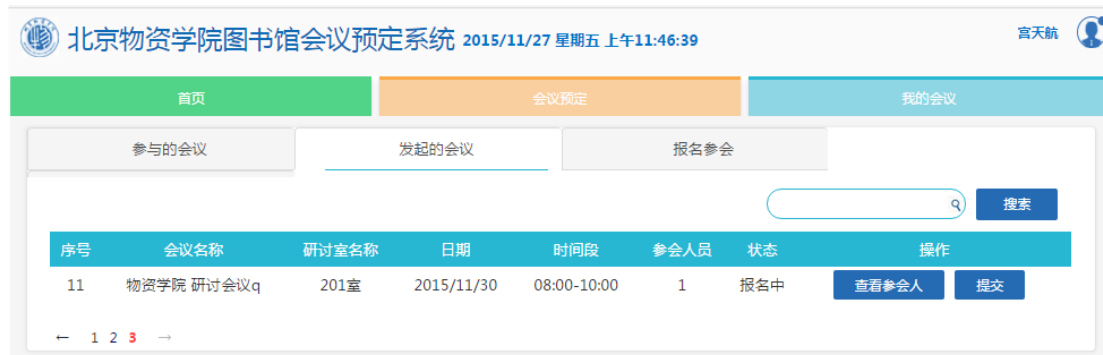 北京物资学院图书馆会议预定系统 2015/11/27 星期五 上午11:46:39 宫天航
首页 会议预定 我的会议
参与的会议 发起的会议 报名参会
搜索
序号 会议名称 研讨室名称 日期 时间段 参会人员 状态 操作
11 物资学院 研讨会议q 201室 2015/11/30 08:00-10:00 1 报名中 查看参会人 提交
← 1 2 3 →